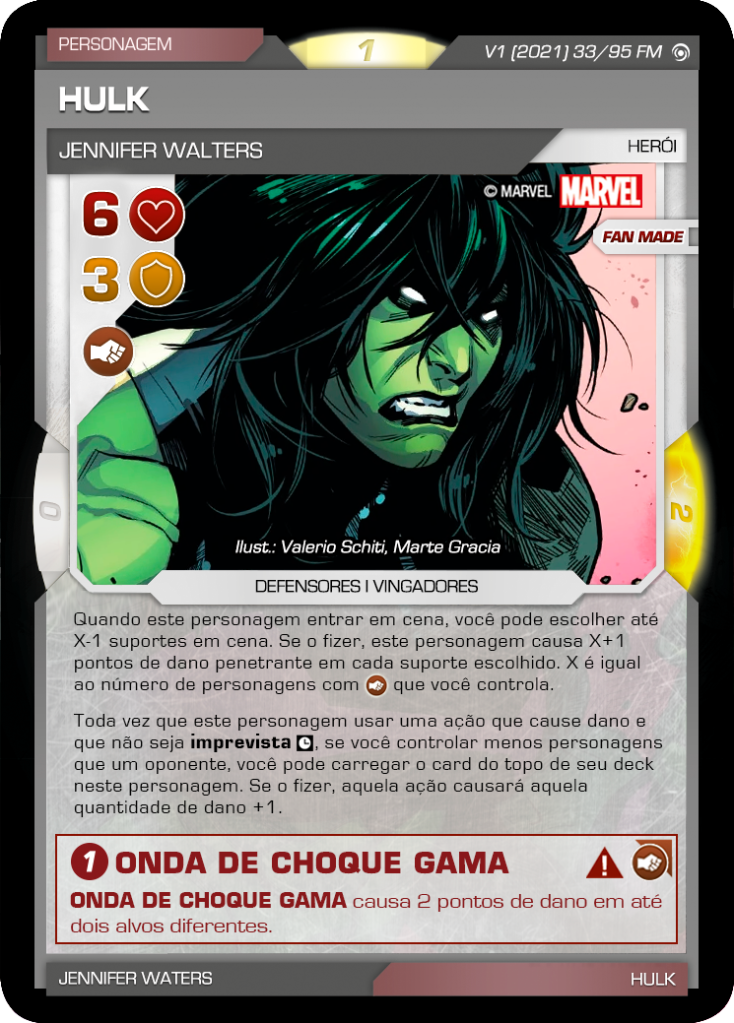 PERSONAGEM
1
V1 (2021) 33/95 FM
HULK
JENNIFER WALTERS
HERÓI
6
© MARVEL MARVEL
FAN MADE
3
0
2
Ilust.: Valerio Schiti, Marte Gracia
DEFENSORES | VINGADORES
Quando este personagem entrar em cena, você pode escolher até
X-1 suportes em cena. Se o fizer, este personagem causa X+1
pontos de dano penetrante em cada suporte escolhido. X é igual
ao número de personagens com que você controla.
Toda vez que este personagem usar uma ação que cause dano e
que não seja imprevista, se você controlar menos personagens
que um oponente, você pode carregar o card do topo de seu deck
neste personagem. Se o fizer, aquela ação causará aquela
quantidade de dano +1.
1 ONDA DE CHOQUE GAMA
ONDA DE CHOQUE GAMA causa 2 pontos de dano em até
dois alvos diferentes.
JENNIFER WATERS
HULK